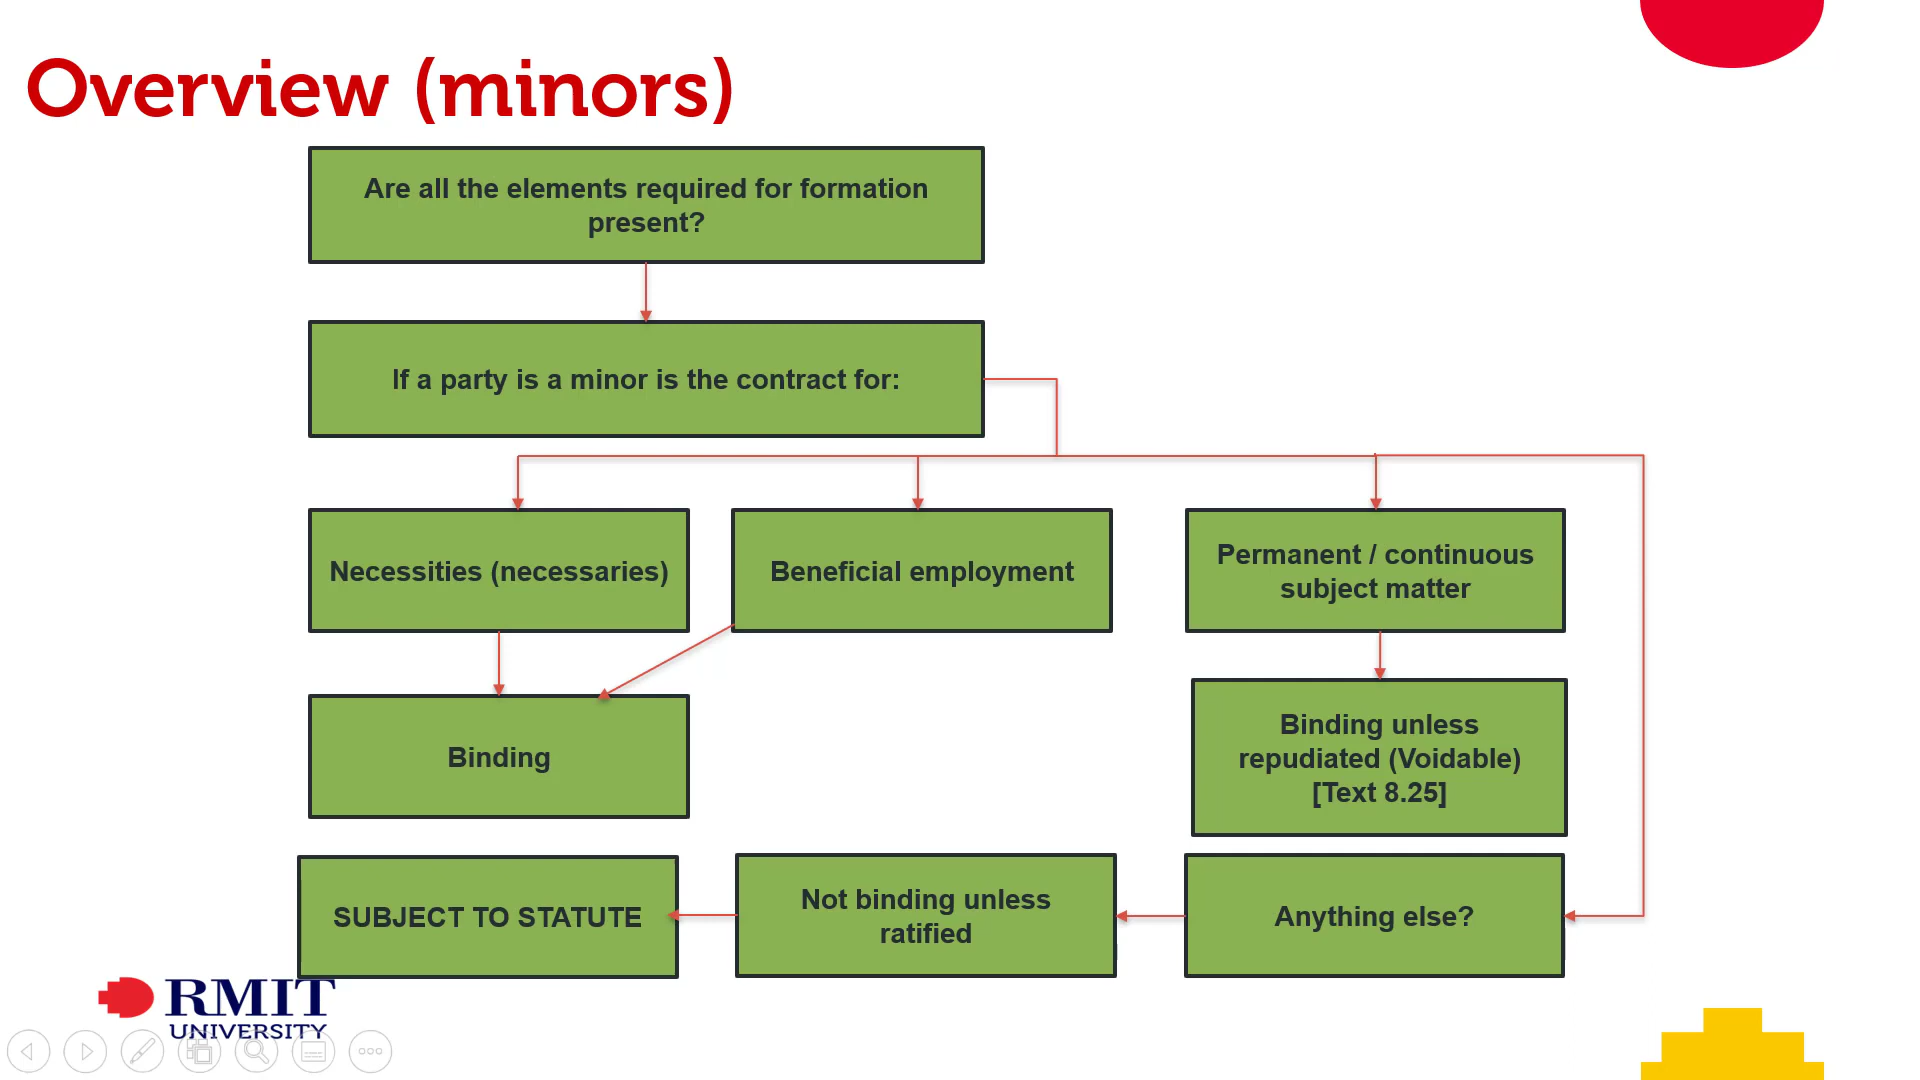 Overview (minors)
Are all the elements required for formation
present?
If a party is a minor is the contract for:
Necessities (necessaries)
Beneficial employment
Permanent / continuous
subject matter
Binding
Binding unless
repudiated (Voidable)
[Text 8.25]
SUBJECT TO STATUTE
Not binding unless
ratified
Anything else?
RMIT
UNIVERSITY